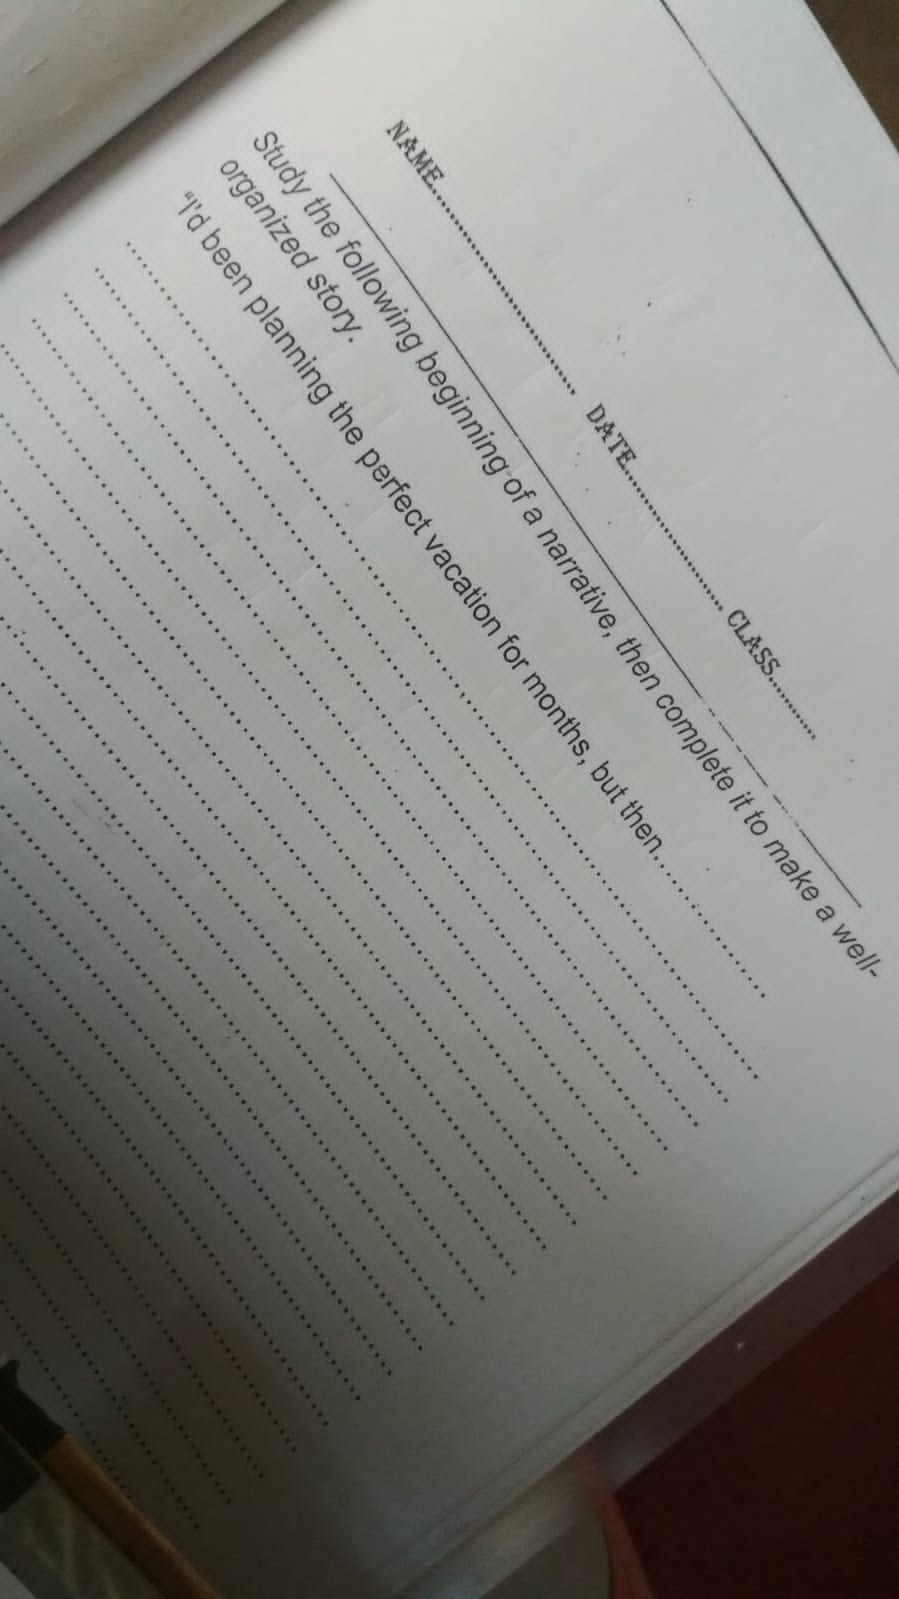 NAME.............................. DATE.................... CLASS........
Study the following beginning of a narrative, then complete it to make a well-
organized story.
"I'd been planning the perfect vacation for months, but then..............